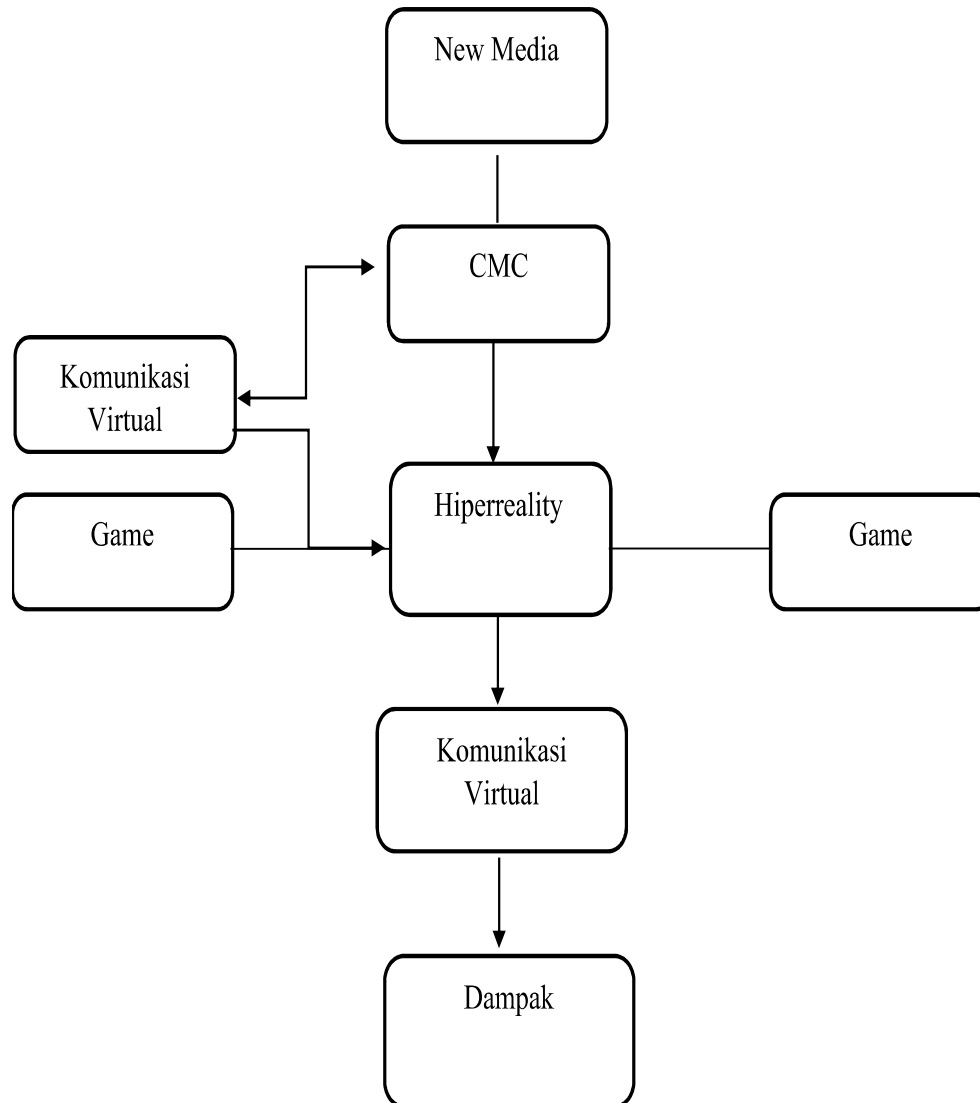 New Media
CMC
Komunikasi
Virtual
Hiperreality
Game
Game
Komunikasi
Virtual
Dampak